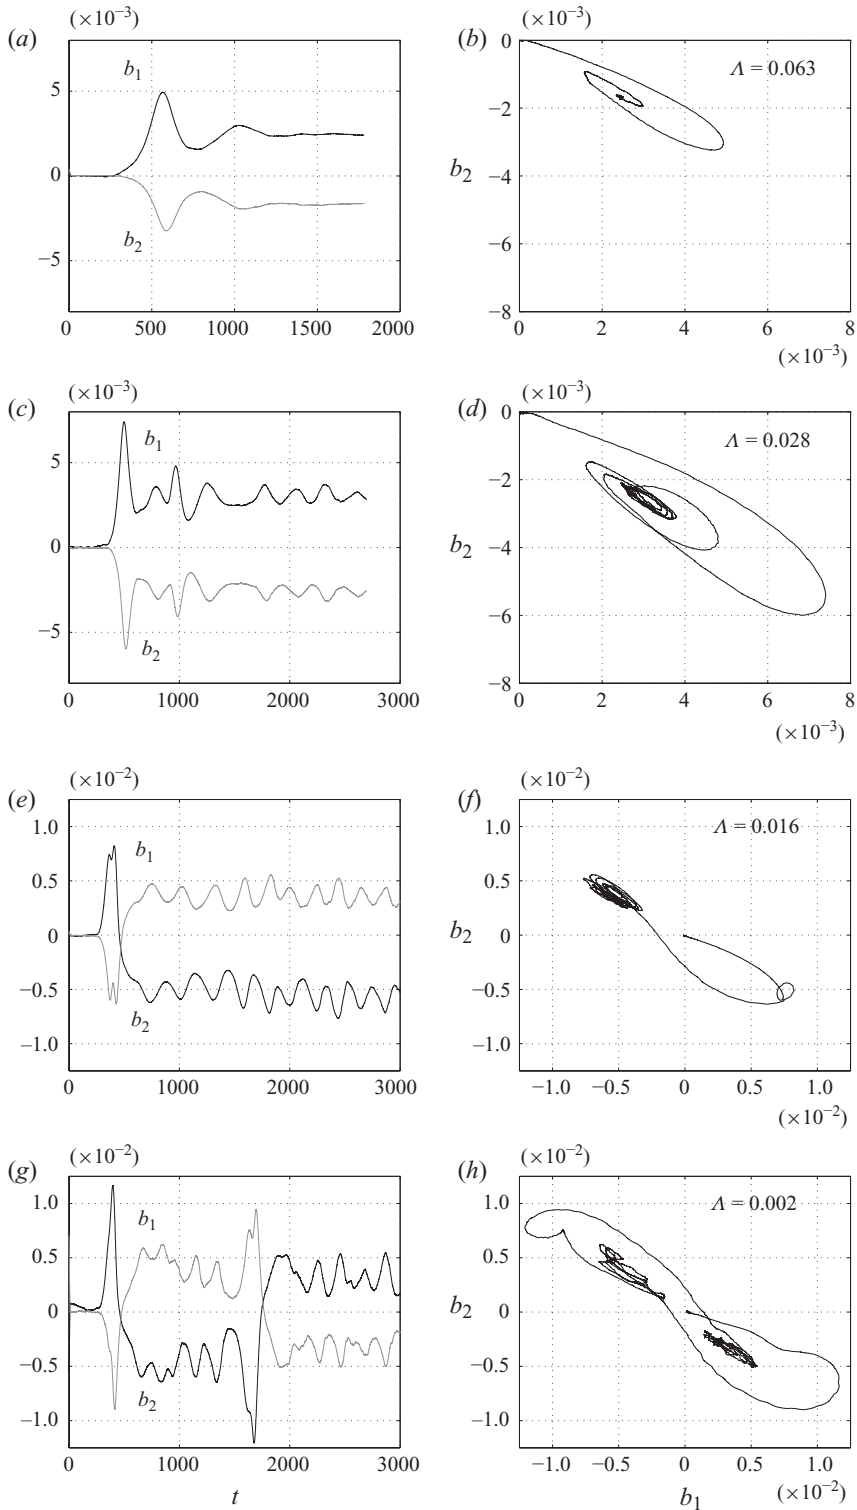 (×10−3)
(a)
5
0
−5
b1
b2
0 500 1000 1500 2000
(×10−3)
(b)
0
−2
−4
−6
−8
b2
Λ = 0.063
0 2 4 6 8
(×10−3)
(×10−3)
(c)
5
0
−5
b1
b2
0 1000 2000 3000
(×10−3)
(d)
0
−2
−4
−6
−8
b2
Λ = 0.028
0 2 4 6 8
(×10−3)
(×10−2)
(e)
1.0
0.5
0
−0.5
−1.0
b1
b2
0 1000 2000 3000
(×10−2)
(f)
1.0
0.5
0
−0.5
−1.0
b2
Λ = 0.016
−1.0 −0.5 0 0.5 1.0
(×10−2)
(×10−2)
(g)
1.0
0.5
0
−0.5
−1.0
b1
b2
0 1000 2000 3000
t
(×10−2)
(h)
1.0
0.5
0
−0.5
−1.0
b2
Λ = 0.002
−1.0 −0.5 0 0.5 1.0
b1 (×10−2)